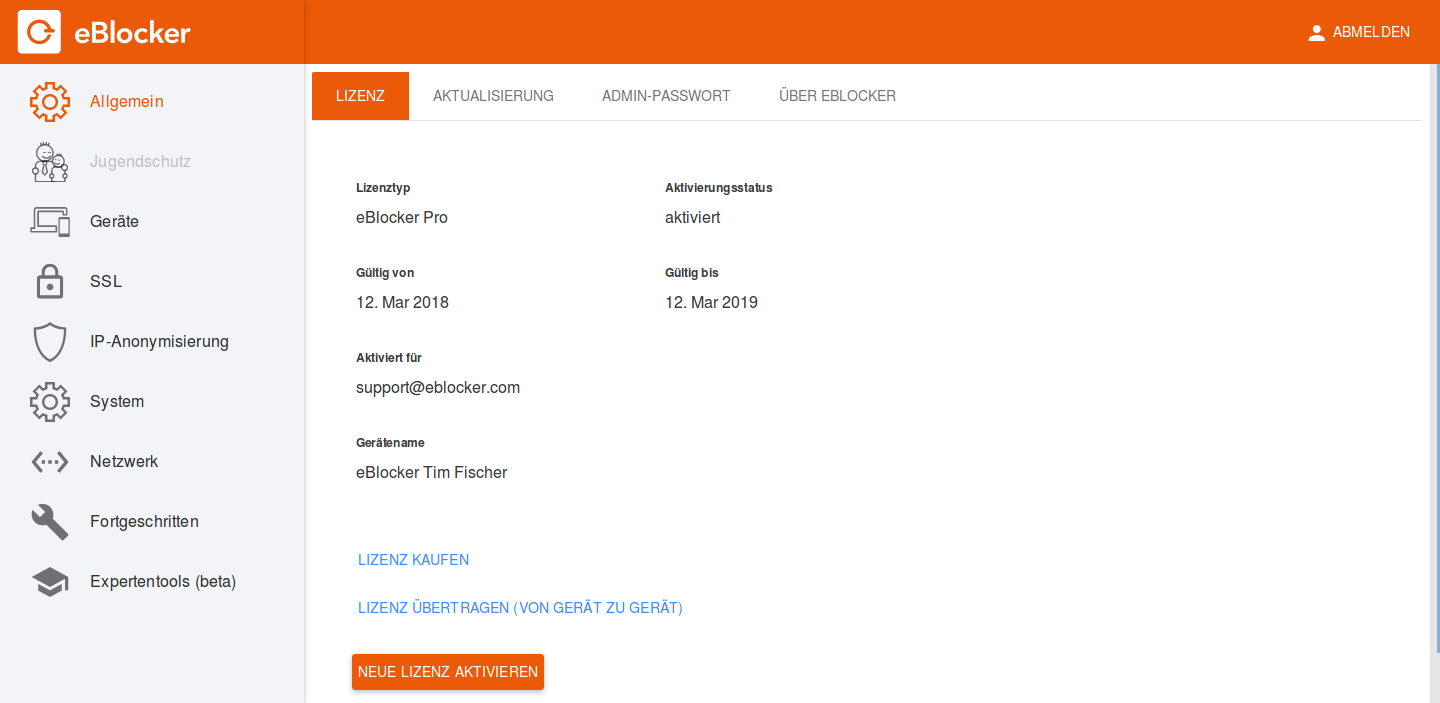 eBlocker
ABMELDEN
Allgemein
Jugendschutz
Geräte
SSL
IP-Anonymisierung
System
Netzwerk
Fortgeschritten
Expertentools (beta)
LIZENZ AKTUALISIERUNG ADMIN-PASSWORT ÜBER EBLOCKER
Lizenztyp Aktivierungsstatus
eBlocker Pro aktiviert
Gültig von Gültig bis
12. Mar 2018 12. Mar 2019
Aktiviert für
support@eblocker.com
Gerätename
eBlocker Tim Fischer
LIZENZ KAUFEN
LIZENZ ÜBERTRAGEN (VON GERÄT ZU GERÄT)
NEUE LIZENZ AKTIVIEREN